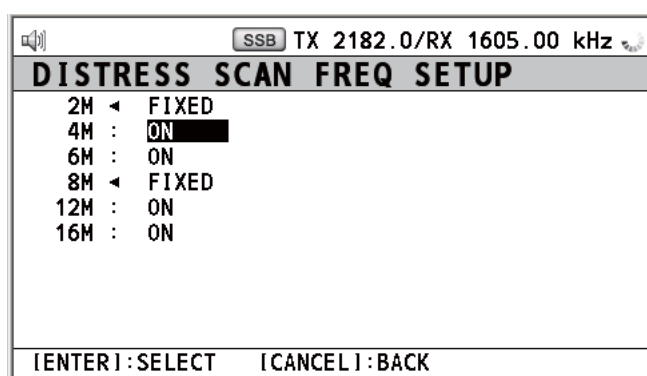 SSB TX 2182.0/RX 1605.00 kHz
DISTRESS SCAN FREQ SETUP
2M ◄ FIXED
4M : ON
6M : ON
8M ◄ FIXED
12M : ON
16M : ON
[ENTER]:SELECT [CANCEL]:BACK